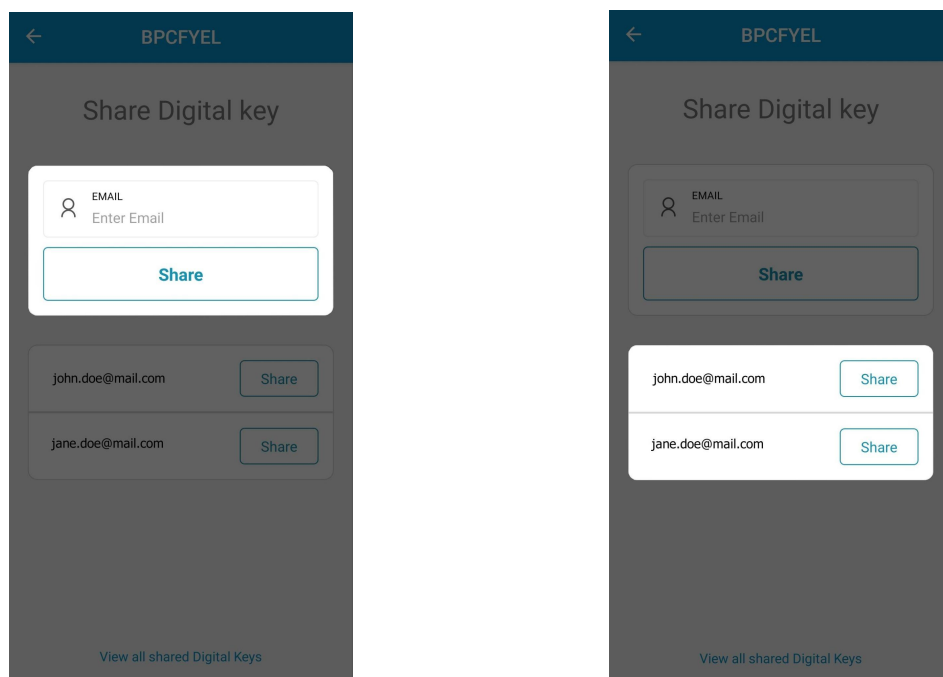 BPCFYEL
Share Digital key
EMAIL
Enter Email
Share
john.doe@mail.com Share
jane.doe@mail.com Share
View all shared Digital Keys
BPCFYEL
Share Digital key
EMAIL
Enter Email
Share
john.doe@mail.com Share
jane.doe@mail.com Share
View all shared Digital Keys